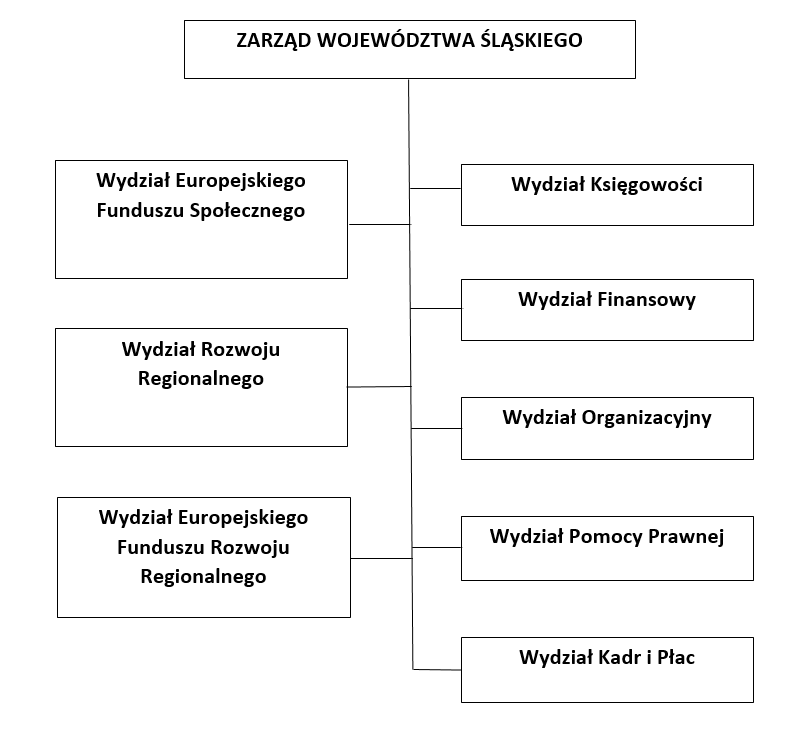 ZARZĄD WOJEWÓDZTWA ŚLĄSKIEGO
Wydział Europejskiego
Funduszu Społecznego
Wydział Rozwoju
Regionalnego
Wydział Europejskiego
Funduszu Rozwoju
Regionalnego
Wydział Księgowości
Wydział Finansowy
Wydział Organizacyjny
Wydział Pomocy Prawnej
Wydział Kadr i Płac